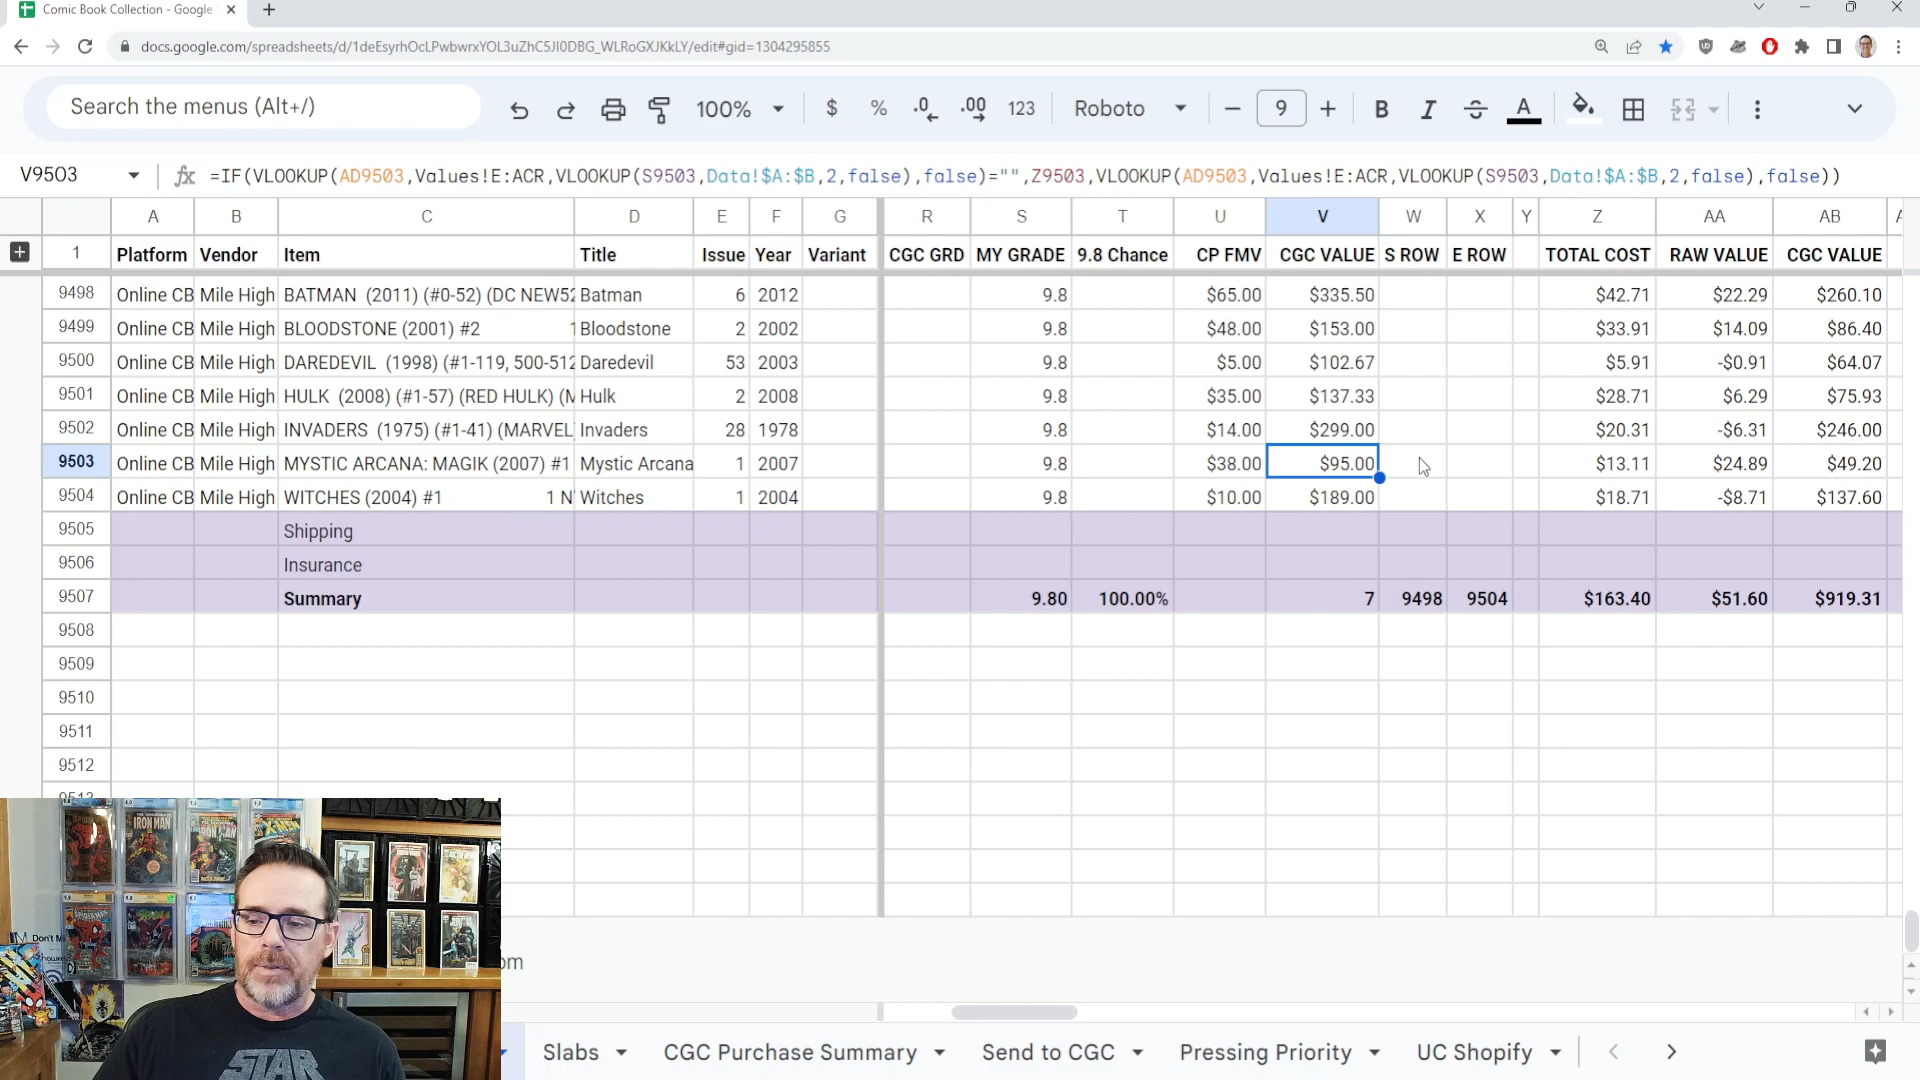 Comic Book Collection - Google
docs.google.com/spreadsheets/d/1deEsyrhOcLPwbwrxYOL3uZhC5JI0DBG_WLRoGXJKkLY/edit#gid=1304295855
Search the menus (Alt+/) 100% $ % .0 .00 123 Roboto 9 B I A
V9503 fx =IF(VLOOKUP(AD9503,Values!E:ACR,VLOOKUP(S9503,Data!$A:$B,2,false),false)="",Z9503,VLOOKUP(AD9503,Values!E:ACR,VLOOKUP(S9503,Data!$A:$B,2,false),false))
A B C D E F G R S T U V W X Y Z AA AB
1 Platform Vendor Item Title Issue Year Variant CGC GRD MY GRADE 9.8 Chance CP FMV CGC VALUE S ROW E ROW TOTAL COST RAW VALUE CGC VALUE
9498 Online CB Mile High BATMAN (2011) (#0-52) (DC NEW52 Batman 6 2012 9.8 $65.00 $335.50 $42.71 $22.29 $260.10
9499 Online CB Mile High BLOODSTONE (2001) #2 1 Bloodstone 2 2002 9.8 $48.00 $153.00 $33.91 $14.09 $86.40
9500 Online CB Mile High DAREDEVIL (1998) (#1-119, 500-512 Daredevil 53 2003 9.8 $5.00 $102.67 $5.91 -$0.91 $64.07
9501 Online CB Mile High HULK (2008) (#1-57) (RED HULK) (M Hulk 2 2008 9.8 $35.00 $137.33 $28.71 $6.29 $75.93
9502 Online CB Mile High INVADERS (1975) (#1-41) (MARVEL Invaders 28 1978 9.8 $14.00 $299.00 $20.31 -$6.31 $246.00
9503 Online CB Mile High MYSTIC ARCANA: MAGIK (2007) #1 Mystic Arcana 1 2007 9.8 $38.00 $95.00 $13.11 $24.89 $49.20
9504 Online CB Mile High WITCHES (2004) #1 1 N Witches 1 2004 9.8 $10.00 $189.00 $18.71 -$8.71 $137.60
9505 Shipping
9506 Insurance
9507 Summary 9.80 100.00% 7 9498 9504 $163.40 $51.60 $919.31
9508
9509
9510
9511
9512
9513
IRON MAN
IRON MAN
X-MEN
Don't M
om
STAR
Slabs CGC Purchase Summary Send to CGC Pressing Priority UC Shopify